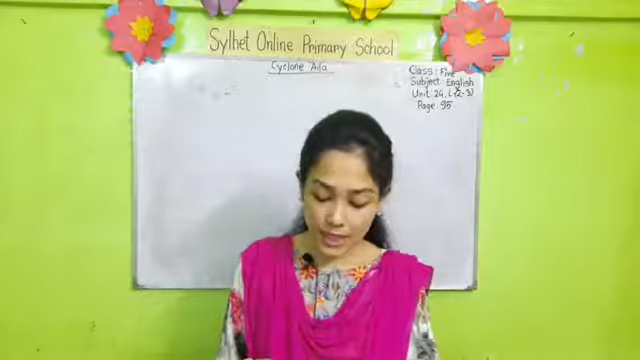 Sylhet Online Primary School
Cyclone Aila
Class: Five
Subject: English
Unit: 24, L-(2-3)
Page: 95